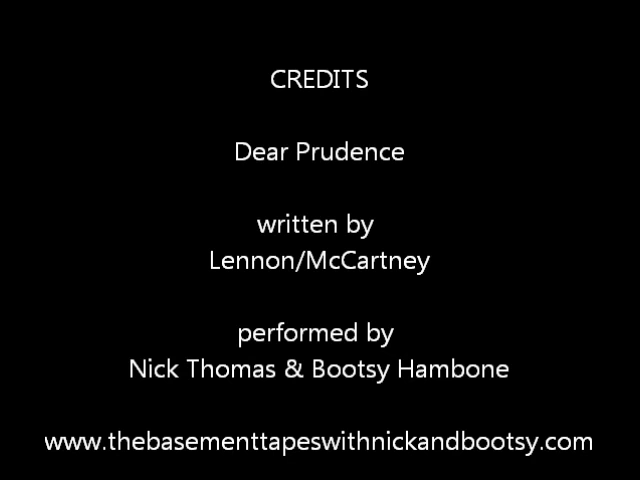 CREDITS
Dear Prudence
written by
Lennon/McCartney
performed by
Nick Thomas & Bootsy Hambone
www.thebasementtapeswithnickandbootsy.com